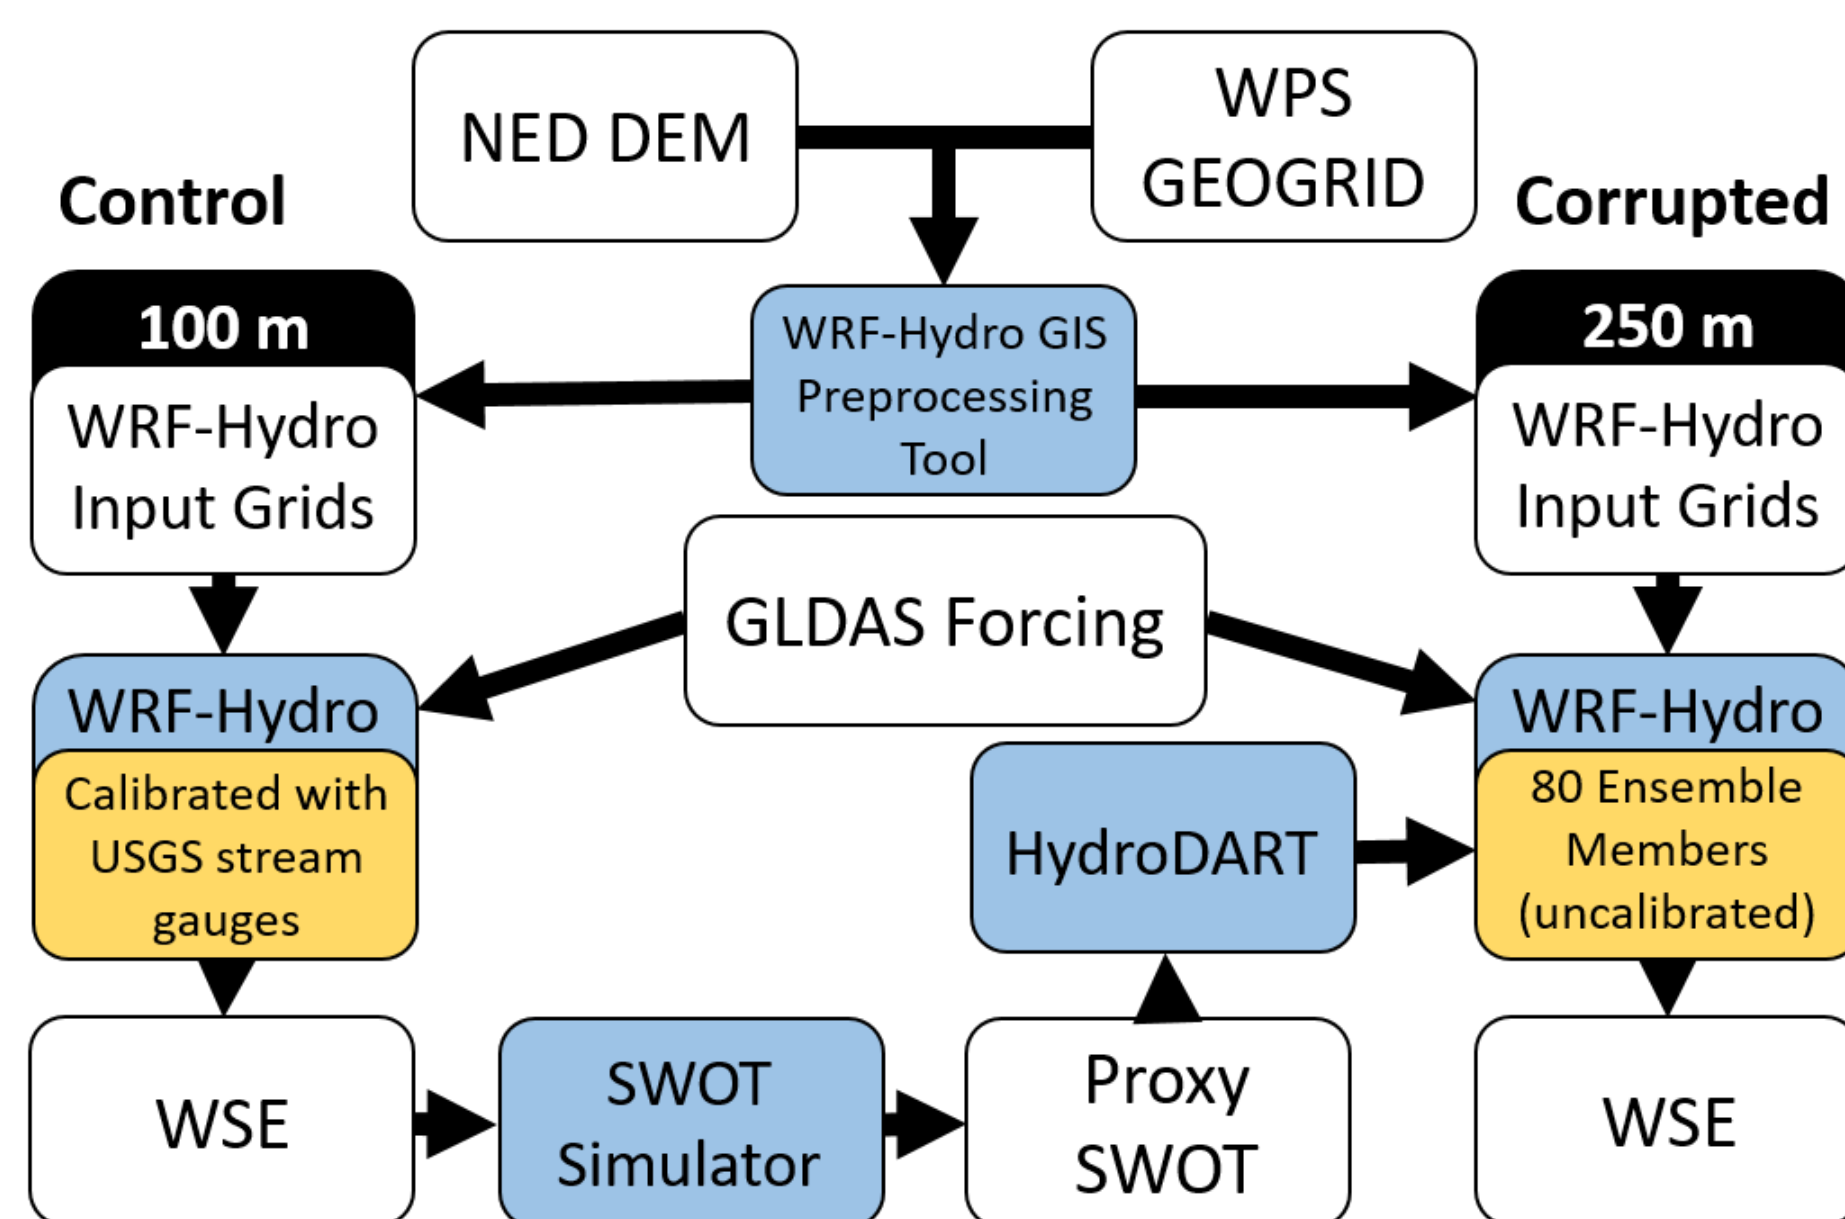 NED DEM
WPS
GEOGRID
Control
Corrupted
100 m
WRF-Hydro
Input Grids
WRF-Hydro GIS
Preprocessing
Tool
250 m
WRF-Hydro
Input Grids
GLDAS Forcing
WRF-Hydro
Calibrated with
USGS stream
gauges
HydroDART
WRF-Hydro
80 Ensemble
Members
(uncalibrated)
WSE
SWOT
Simulator
Proxy
SWOT
WSE